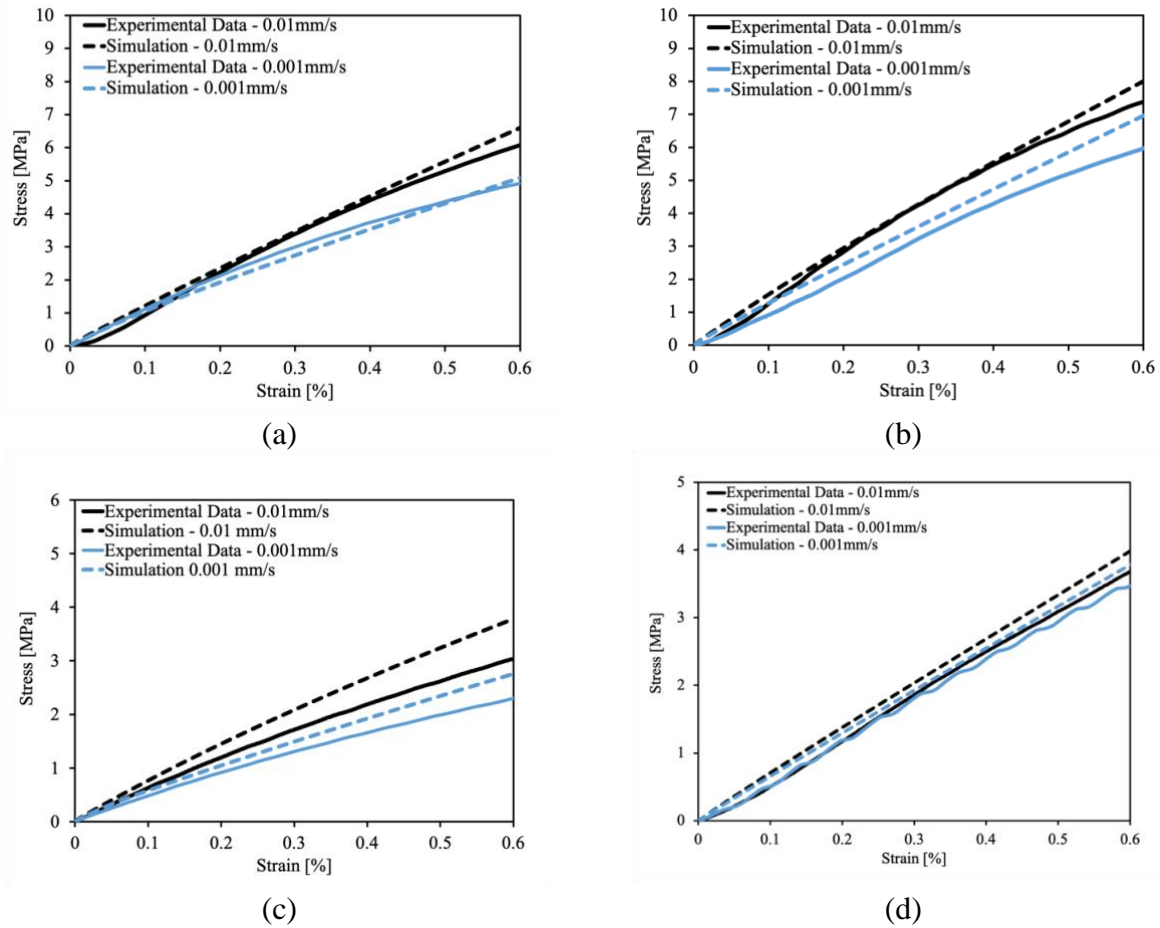 10
9
8
7
6
5
4
3
2
1
0
Stress [MPa]
Experimental Data - 0.01mm/s
Simulation - 0.01mm/s
Experimental Data - 0.001mm/s
Simulation - 0.001mm/s
0 0.1 0.2 0.3 0.4 0.5 0.6
Strain [%]
(a)
10
9
8
7
6
5
4
3
2
1
0
Stress [MPa]
Experimental Data - 0.01mm/s
Simulation - 0.01mm/s
Experimental Data - 0.001mm/s
Simulation - 0.001mm/s
0 0.1 0.2 0.3 0.4 0.5 0.6
Strain [%]
(b)
6
5
4
3
2
1
0
Stress [MPa]
Experimental Data - 0.01mm/s
Simulation - 0.01 mm/s
Experimental Data - 0.001mm/s
Simulation 0.001 mm/s
0 0.1 0.2 0.3 0.4 0.5 0.6
Strain [%]
(c)
5
4
3
2
1
0
Stress [MPa]
Experimental Data - 0.01mm/s
Simulation - 0.01mm/s
Experimental Data - 0.001mm/s
Simulation - 0.001mm/s
0 0.1 0.2 0.3 0.4 0.5 0.6
Strain [%]
(d)